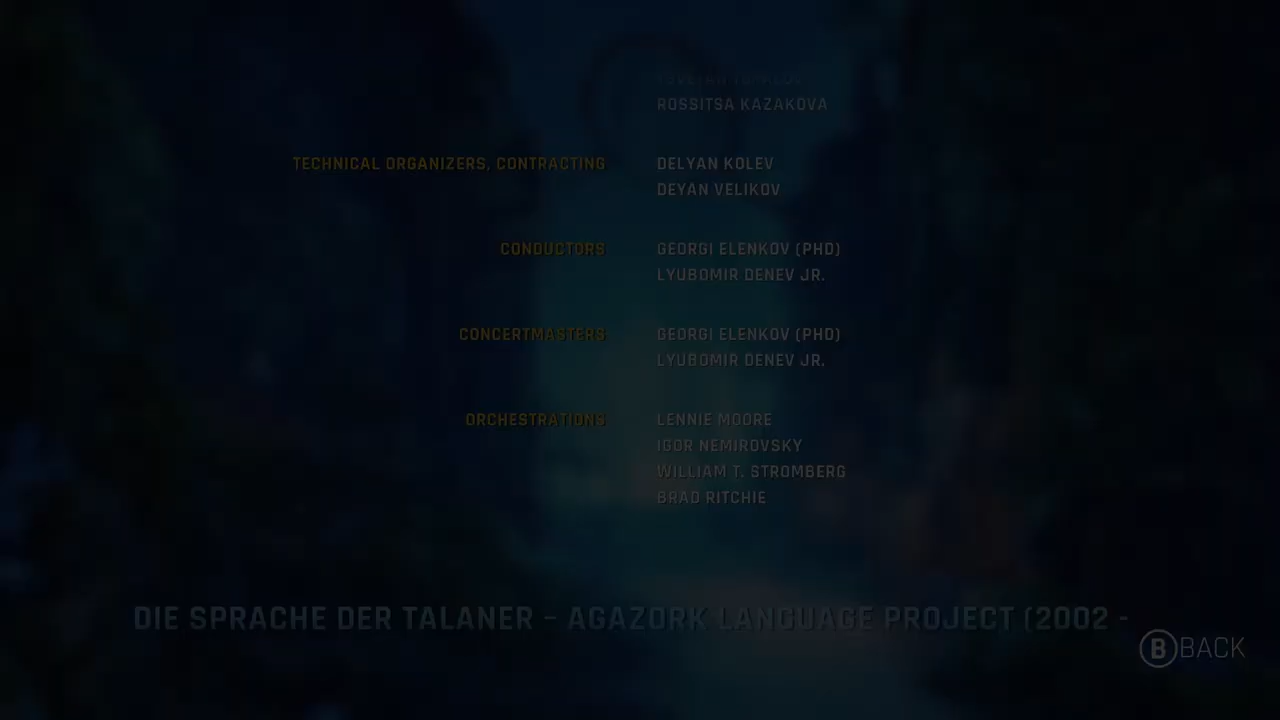 ROSSITSA KAZAKOVA
TECHNICAL ORGANIZERS, CONTRACTING DELYAN KOLEV
DEYAN VELIKOV
CONDUCTORS GEORGI ELENKOV (PHD)
LYUBOMIR DENEV JR.
CONCERTMASTERS GEORGI ELENKOV (PHD)
LYUBOMIR DENEV JR.
ORCHESTRATIONS LENNIE MOORE
IGOR NEMIROVSKY
WILLIAM T. STROMBERG
BRAD RITCHIE
DIE SPRACHE DER TALANER - AGAZORK LANGUAGE PROJECT (2002 -
B BACK